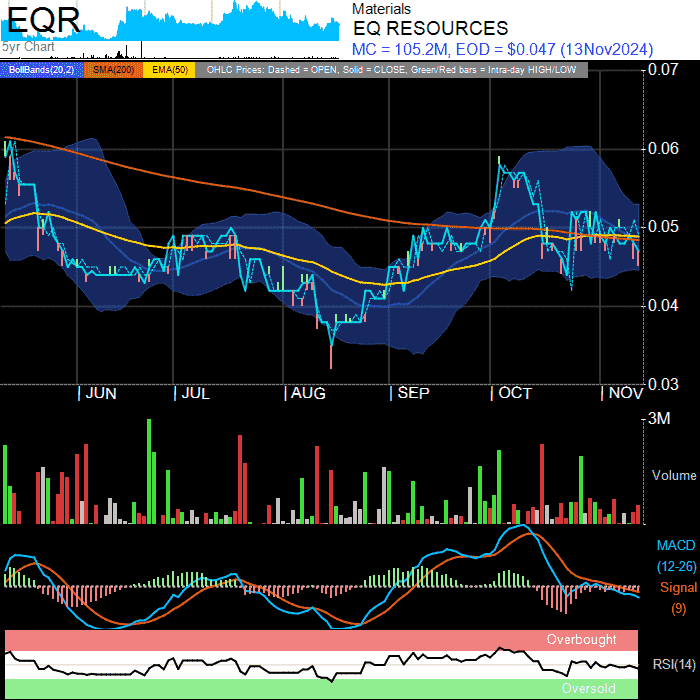 EQR
5yr Chart
Materials
EQ RESOURCES
MC = 105.2M, EOD = $0.047 (13Nov2024)
BollBands(20,2) SMA(200) EMA(50) OHLC Prices: Dashed = OPEN, Solid = CLOSE, Green/Red bars = Intra-day HIGH/LOW
0.07
0.06
0.05
0.04
0.03
| JUN | JUL | AUG | SEP | OCT | NOV
3M
Volume
MACD
(12-26)
Signal
(9)
Overbought
RSI(14)
Oversold